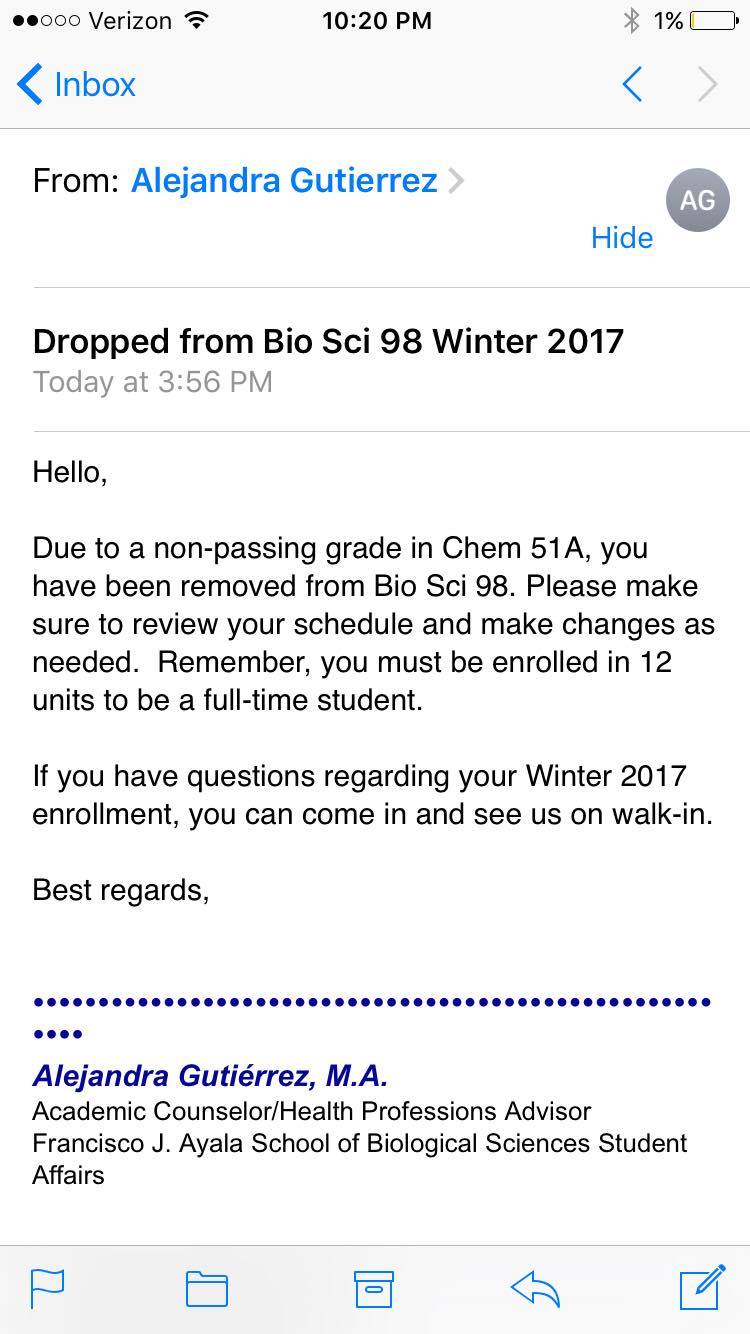 Verizon 10:20 PM 1%
Inbox
From: Alejandra Gutierrez
AG
Hide
Dropped from Bio Sci 98 Winter 2017
Today at 3:56 PM
Hello,
Due to a non-passing grade in Chem 51A, you
have been removed from Bio Sci 98. Please make
sure to review your schedule and make changes as
needed.  Remember, you must be enrolled in 12
units to be a full-time student.
If you have questions regarding your Winter 2017
enrollment, you can come in and see us on walk-in.
Best regards,
••••••••••••••••••••••••••••••••••••••••••••••••••••
••••
Alejandra Gutiérrez, M.A.
Academic Counselor/Health Professions Advisor
Francisco J. Ayala School of Biological Sciences Student
Affairs